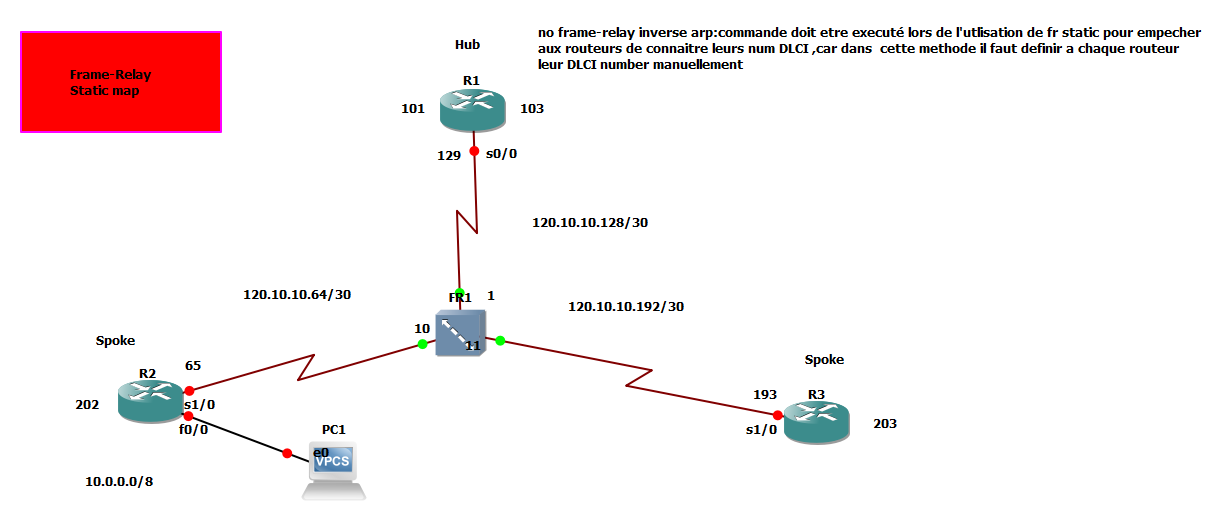 no frame-relay inverse arp:commande doit etre executé lors de l'utlisation de fr static pour empecher
aux routeurs de connaitre leurs num DLCI ,car dans  cette methode il faut definir a chaque routeur
leur DLCI number manuellement
Hub
Frame-Relay
Static map
R1
101
103
129
s0/0
120.10.10.128/30
120.10.10.64/30
FR1
1
120.10.10.192/30
10
11
Spoke
Spoke
65
R2
202
s1/0
f0/0
193
R3
s1/0
203
PC1
e0
VPCS
10.0.0.0/8